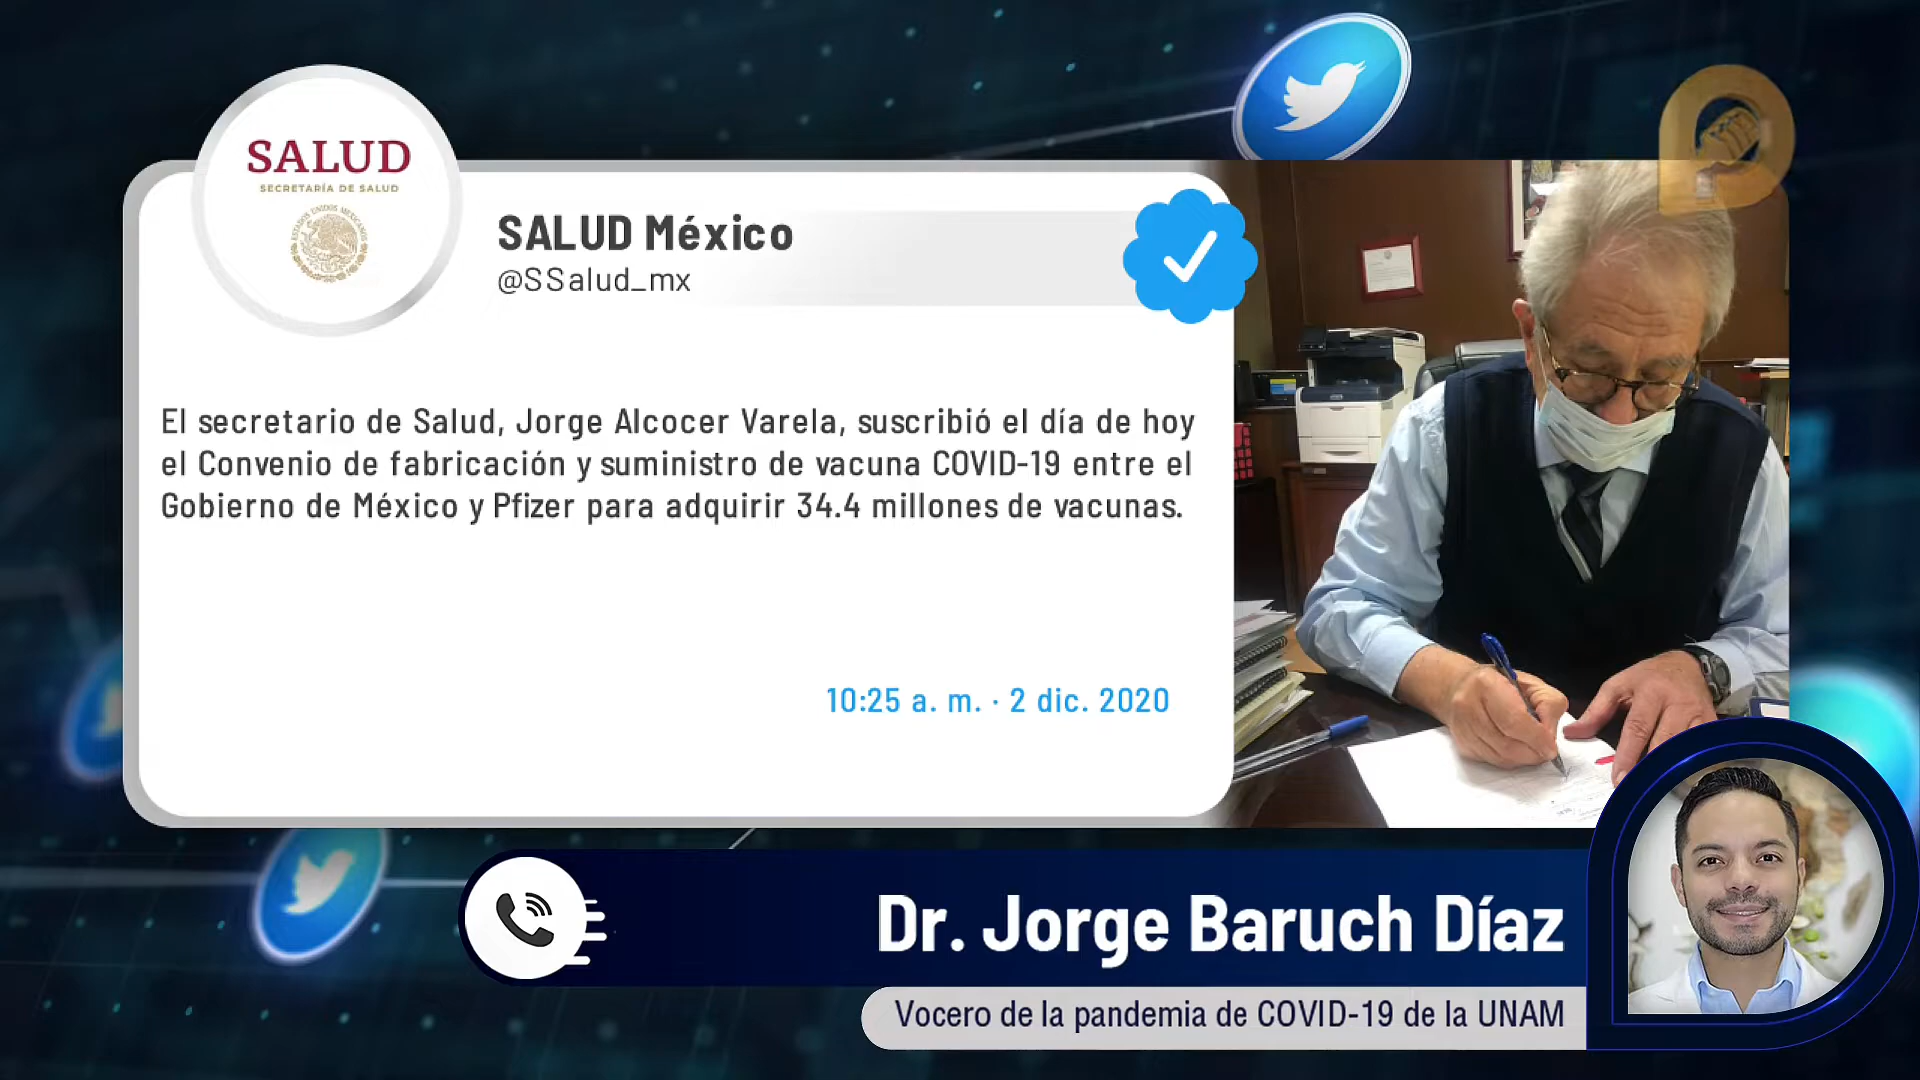 SALUD
SECRETARÍA DE SALUD
ESTADOS UNIDOS MEXICANOS
SALUD México
@SSalud_mx
El secretario de Salud, Jorge Alcocer Varela, suscribió el día de hoy
el Convenio de fabricación y suministro de vacuna COVID-19 entre el
Gobierno de México y Pfizer para adquirir 34.4 millones de vacunas.
10:25 a. m. · 2 dic. 2020
Dr. Jorge Baruch Díaz
Vocero de la pandemia de COVID-19 de la UNAM